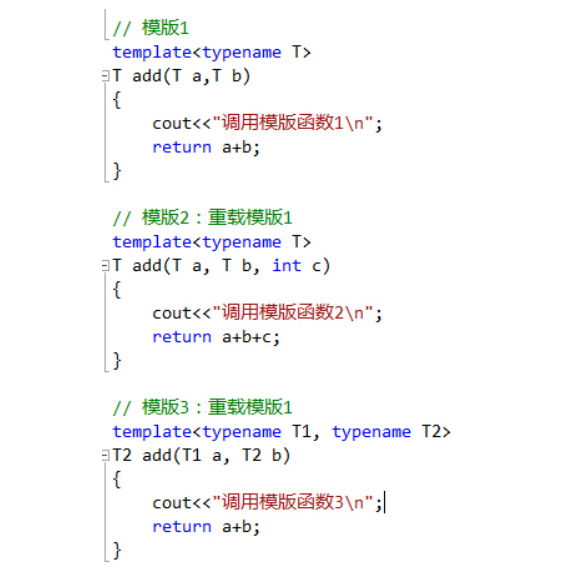 // 模版1
template<typename T>
T add(T a,T b)
{
cout<<"调用模版函数1\n";
return a+b;
}
// 模版2：重载模版1
template<typename T>
T add(T a, T b, int c)
{
cout<<"调用模版函数2\n";
return a+b+c;
}
// 模版3：重载模版1
template<typename T1, typename T2>
T2 add(T1 a, T2 b)
{
cout<<"调用模版函数3\n";
return a+b;
}